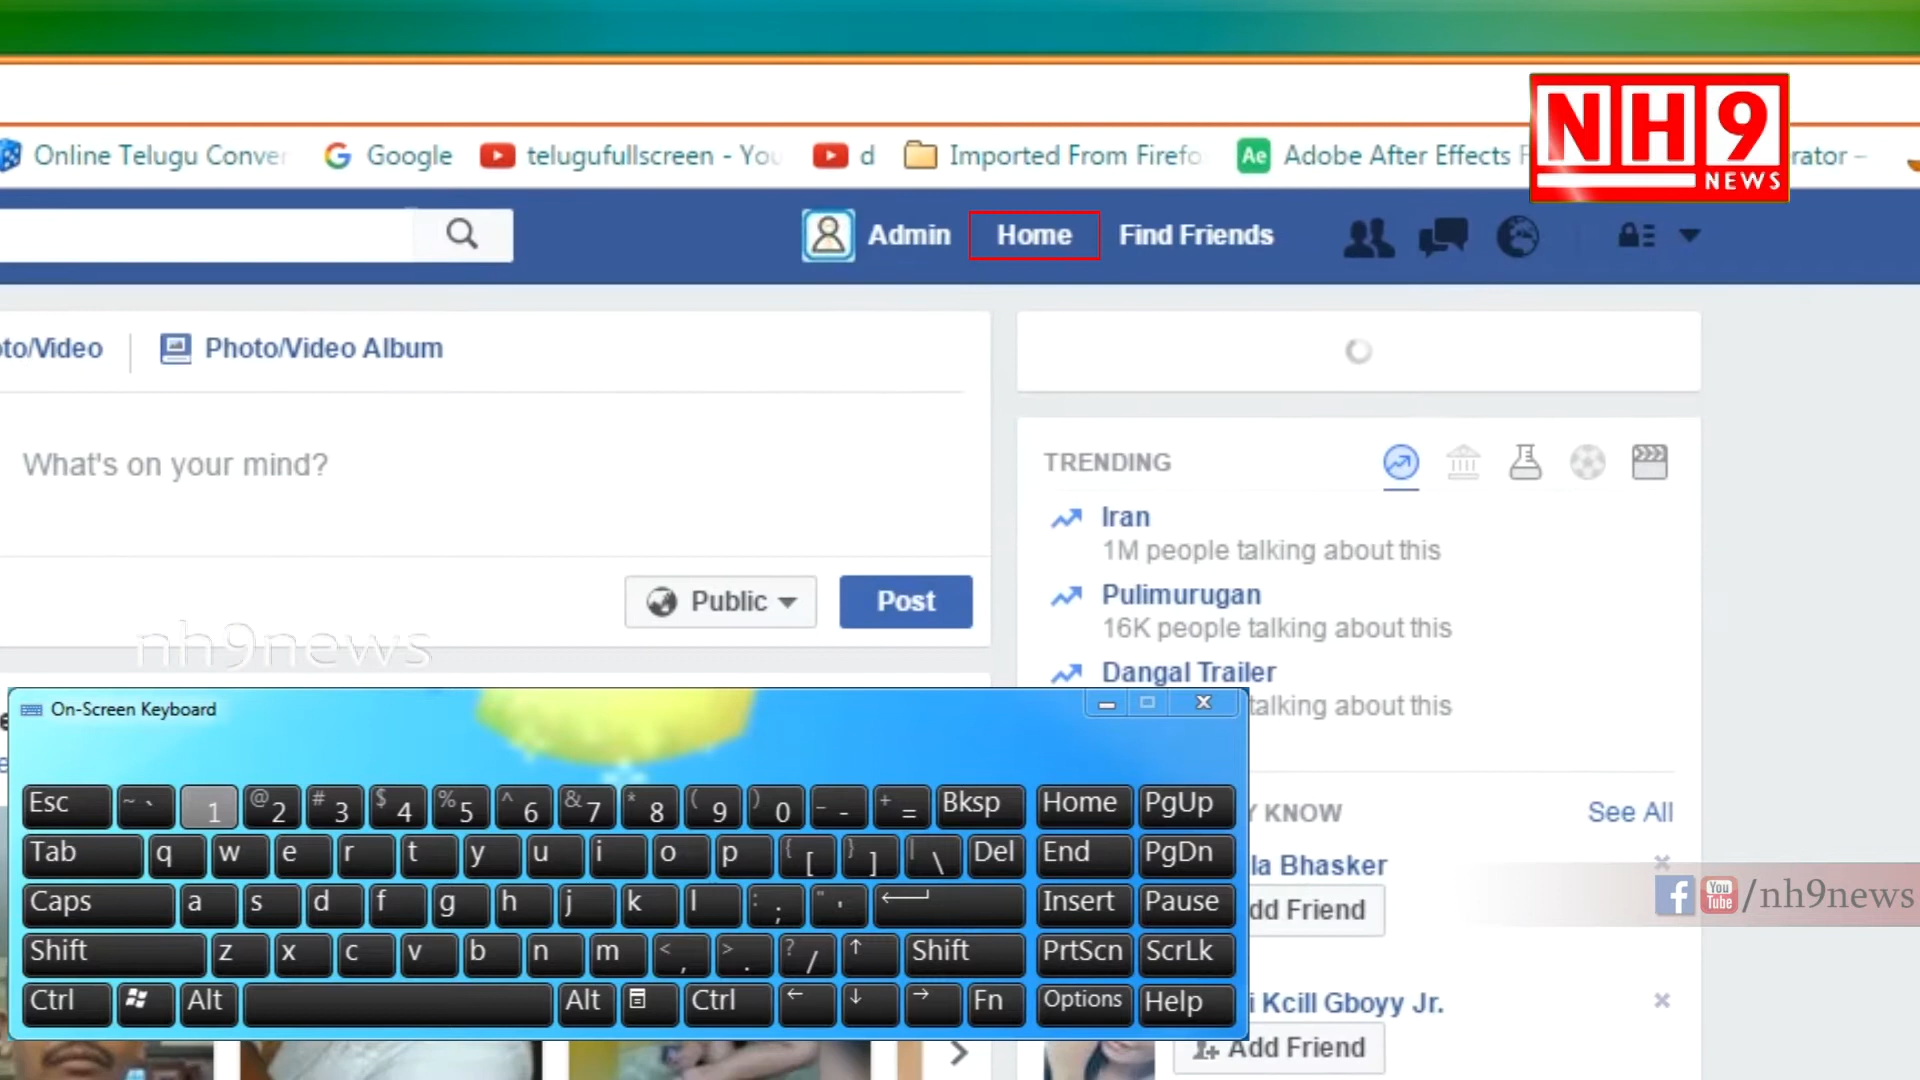 NH9
NEWS
Online Telugu Conver
Google
telugufullscreen - You
d
Imported From Firefo
Ae
Adobe After Effects
rator –
Admin
Home
Find Friends
to/Video
Photo/Video Album
What's on your mind?
Public
Post
nh9news
TRENDING
Iran
1M people talking about this
Pulimurugan
16K people talking about this
Dangal Trailer
talking about this
KNOW
See All
la Bhasker
dd Friend
i Kcill Gboyy Jr.
Add Friend
You Tube /nh9news
On-Screen Keyboard
Esc ~ ` 1 @ 2 # 3 $ 4 % 5 ^ 6 & 7 * 8 ( 9 ) 0 _ - + = Bksp Home PgUp
Tab q w e r t y u i o p { [ } ] | \ Del End PgDn
Caps a s d f g h j k l : ; " ' Insert Pause
Shift z x c v b n m < , > . ? / ↑ Shift PrtScn ScrLk
Ctrl Alt Alt Ctrl ← ↓ → Fn Options Help